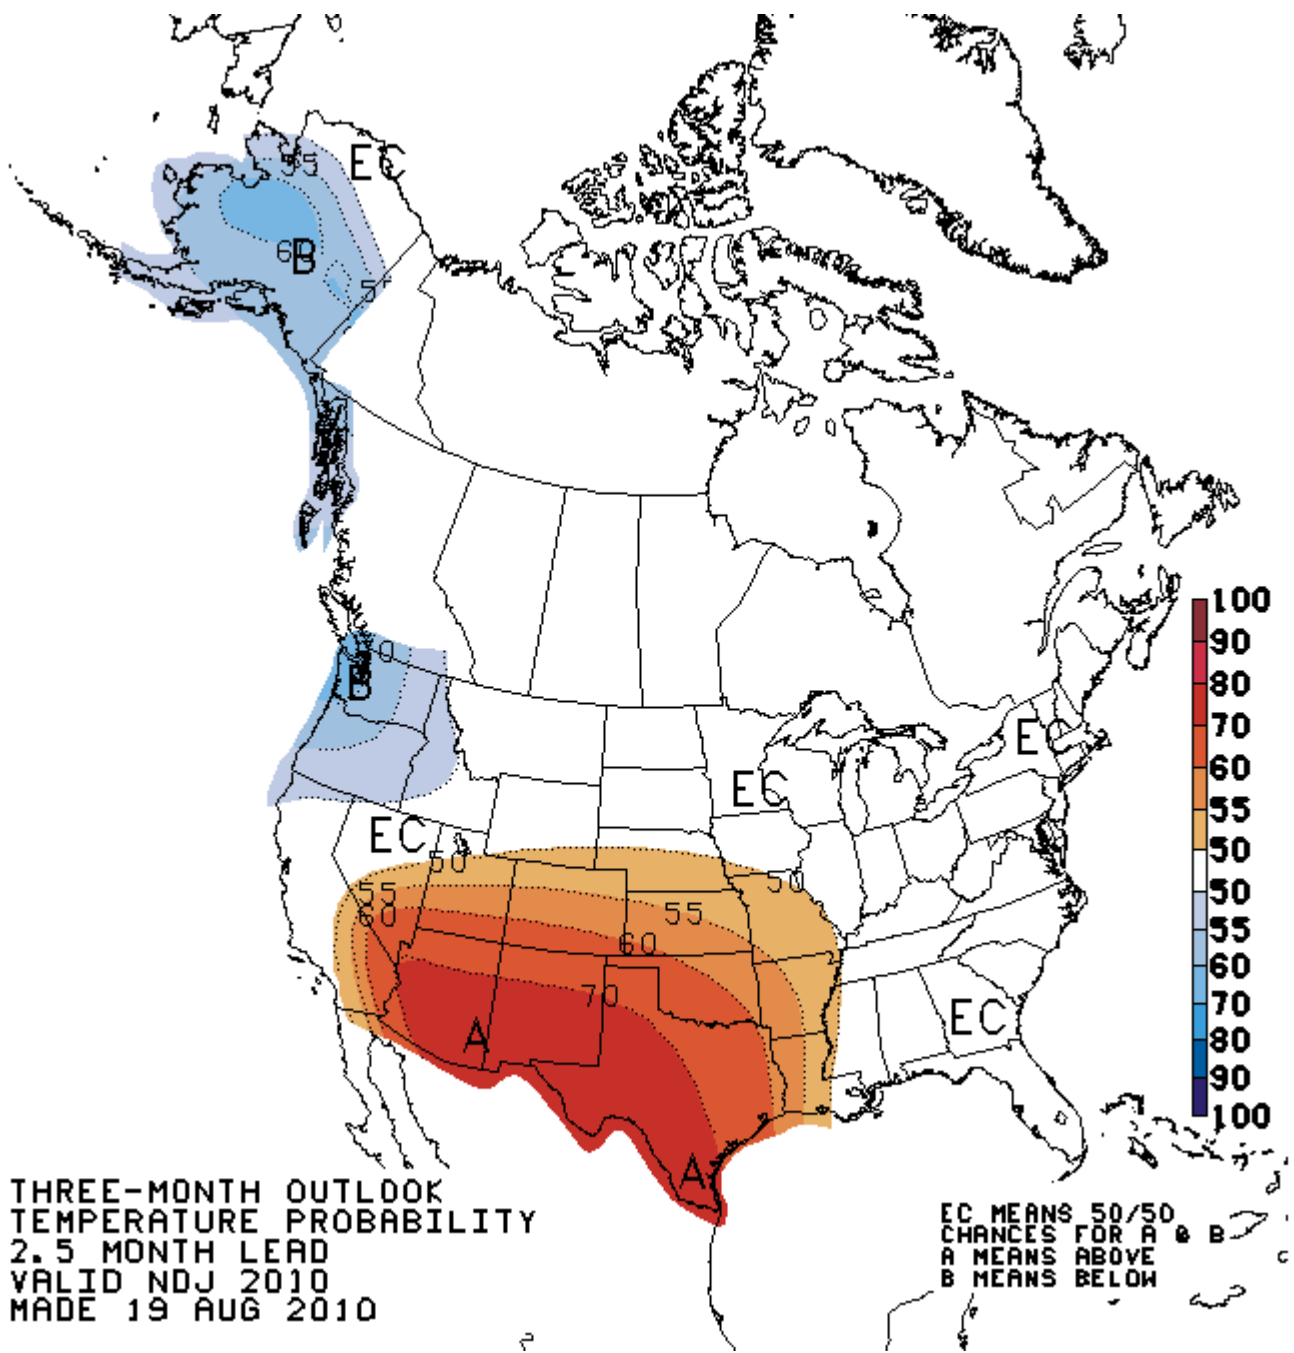 55
EC
60
B
5
50
B
EC
EC
EC
50
50
55
60
55
60
70
EC
A
A
100
90
80
70
60
55
50
50
55
60
70
80
90
100
THREE-MONTH OUTLOOK
TEMPERATURE PROBABILITY
2.5 MONTH LEAD
VALID NDJ 2010
MADE 19 AUG 2010
EC MEANS 50/50
CHANCES FOR A & B
A MEANS ABOVE
B MEANS BELOW